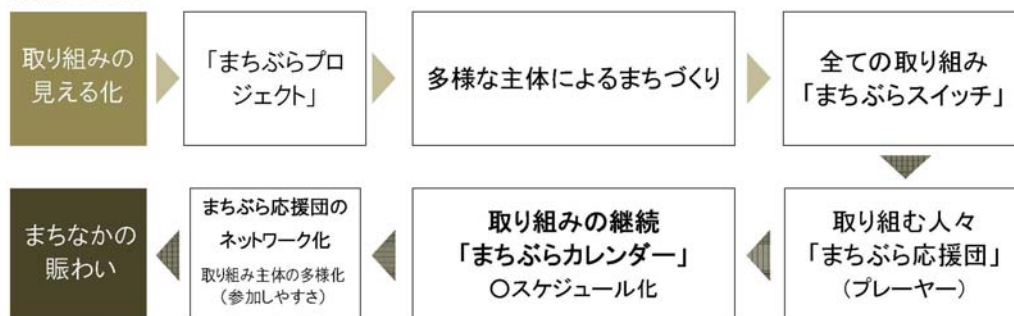 取り組みの
見える化
「まちぶらプロ
ジェクト」
多様な主体によるまちづくり
全ての取り組み
「まちぶらスイッチ」
取り組む人々
「まちぶら応援団」
（プレーヤー）
取り組みの継続
「まちぶらカレンダー」
○スケジュール化
まちぶら応援団の
ネットワーク化
取り組み主体の多様化
（参加しやすさ）
まちなかの
賑わい